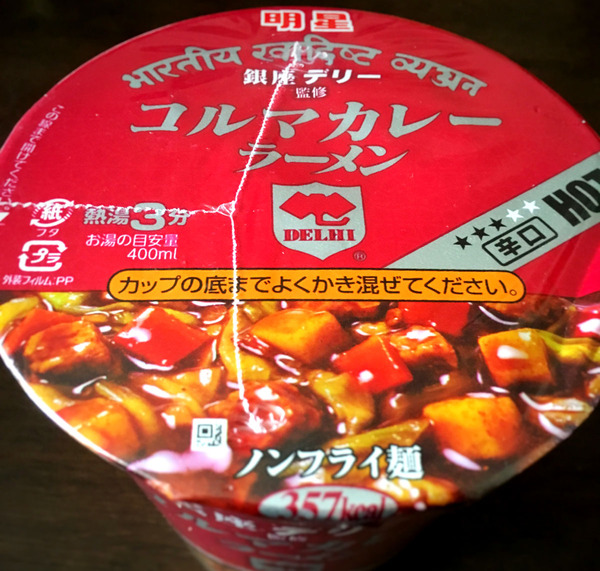 明星
भारतीय स्वादिष्ट व्यञ्जन
銀座デリー
監修
コルマカレー
ラーメン
DELHI
®
HOT
辛口
紙
フタ
プラ
外装フィルム:PP
熱湯3分
お湯の目安量
400ml
カップの底までよくかき混ぜてください。
ノンフライ麺
357kcal